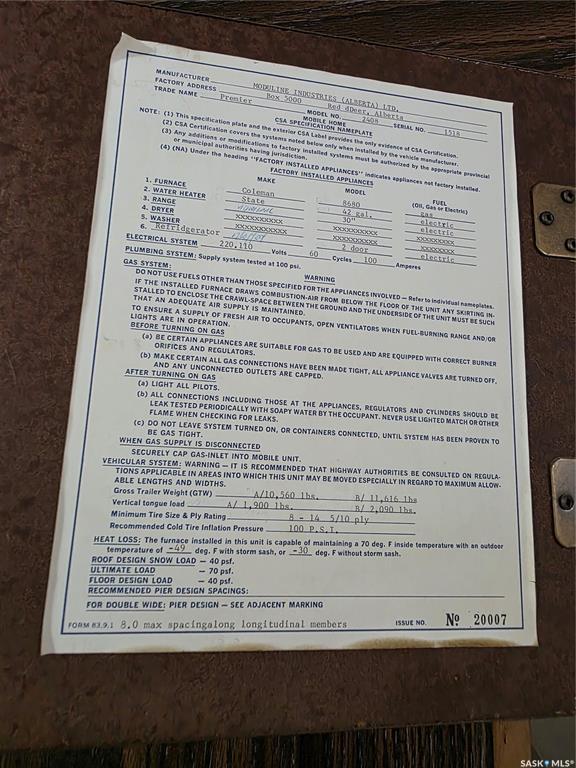 MANUFACTURER MODULINE INDUSTRIES (ALBERTA) LTD.
FACTORY ADDRESS Box 5000 Red dDeer, Alberta
TRADE NAME Premier MODEL NO. 2408 SERIAL NO. 1518
MOBILE HOME
CSA SPECIFICATION NAMEPLATE
NOTE: (1) This specification plate and the exterior CSA Label provides the only evidence of CSA Certification.
(2) CSA Certification covers the systems noted below only when installed by the vehicle manufacturer.
(3) Any additions or modifications to factory installed systems must be authorized by the appropriate provincial
or municipal authorities having jurisdiction.
(4) (NA) Under the heading "FACTORY INSTALLED APPLIANCES" indicates appliances not factory installed.
FACTORY INSTALLED APPLIANCES
MAKE MODEL FUEL
(Oil, Gas or Electric)
1. FURNACE Coleman 8680 gas
2. WATER HEATER State 42 gal. electric
3. RANGE 30" electric
4. DRYER xxxxxxxxxx xxxxxxxxxx xxxxxxxxx
5. WASHER xxxxxxxxxx xxxxxxxxxx xxxxxxxx
6. Refridgerator 2 door electric
ELECTRICAL SYSTEM 220.110 Volts 60 Cycles 100 Amperes
PLUMBING SYSTEM: Supply system tested at 100 psi.
WARNING
GAS SYSTEM:
DO NOT USE FUELS OTHER THAN THOSE SPECIFIED FOR THE APPLIANCES INVOLVED — Refer to individual nameplates.
IF THE INSTALLED FURNACE DRAWS COMBUSTION-AIR FROM BELOW THE FLOOR OF THE UNIT ANY SKIRTING IN-
STALLED TO ENCLOSE THE CRAWL-SPACE BETWEEN THE GROUND AND THE UNDERSIDE OF THE UNIT MUST BE SUCH
THAT AN ADEQUATE AIR SUPPLY IS MAINTAINED.
TO ENSURE A SUPPLY OF FRESH AIR TO OCCUPANTS, OPEN VENTILATORS WHEN FUEL-BURNING RANGE AND/OR
LIGHTS ARE IN OPERATION.
BEFORE TURNING ON GAS
(a) BE CERTAIN APPLIANCES ARE SUITABLE FOR GAS TO BE USED AND ARE EQUIPPED WITH CORRECT BURNER
ORIFICES AND REGULATORS.
(b) MAKE CERTAIN ALL GAS CONNECTIONS HAVE BEEN MADE TIGHT, ALL APPLIANCE VALVES ARE TURNED OFF,
AND ANY UNCONNECTED OUTLETS ARE CAPPED.
AFTER TURNING ON GAS
(a) LIGHT ALL PILOTS.
(b) ALL CONNECTIONS INCLUDING THOSE AT THE APPLIANCES, REGULATORS AND CYLINDERS SHOULD BE
LEAK TESTED PERIODICALLY WITH SOAPY WATER BY THE OCCUPANT. NEVER USE LIGHTED MATCH OR OTHER
FLAME WHEN CHECKING FOR LEAKS.
(c) DO NOT LEAVE SYSTEM TURNED ON, OR CONTAINERS CONNECTED, UNTIL SYSTEM HAS BEEN PROVEN TO
BE GAS TIGHT.
WHEN GAS SUPPLY IS DISCONNECTED
SECURELY CAP GAS-INLET INTO MOBILE UNIT.
VEHICULAR SYSTEM: WARNING — IT IS RECOMMENDED THAT HIGHWAY AUTHORITIES BE CONSULTED ON REGULA-
TIONS APPLICABLE IN AREAS INTO WHICH THIS UNIT MAY BE MOVED ESPECIALLY IN REGARD TO MAXIMUM ALLOW-
ABLE LENGTHS AND WIDTHS.
Gross Trailer Weight (GTW) A/10,560 lbs. B/ 11,616 lbs
Vertical tongue load A/ 1,900 lbs. B/ 2,090 lbs.
Minimum Tire Size & Ply Rating 8 - 14 5/10 ply
Recommended Cold Tire Inflation Pressure 100 P.S.I.
HEAT LOSS: The furnace installed in this unit is capable of maintaining a 70 deg. F inside temperature with an outdoor
temperature of -49 deg. F with storm sash, or -30 deg. F without storm sash.
ROOF DESIGN SNOW LOAD — 40 psf.
ULTIMATE LOAD — 70 psf.
FLOOR DESIGN LOAD — 40 psf.
RECOMMENDED PIER DESIGN SPACINGS:
FOR DOUBLE WIDE: PIER DESIGN — SEE ADJACENT MARKING
FORM 83.9.1 8.0 max spacingalong longitudinal members ISSUE NO. Nº 20007
SASK MLS®